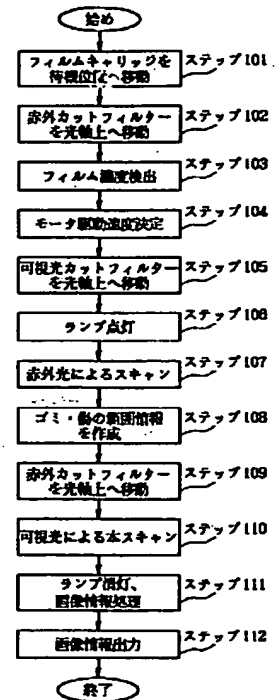 始め
フィルムキャリッジを
待機位置へ移動
ステップ101
赤外カットフィルター
を光軸上へ移動
ステップ102
フィルム濃度検出
ステップ103
モータ駆動速度決定
ステップ104
可視光カットフィルター
を光軸上へ移動
ステップ105
ランプ点灯
ステップ106
赤外光によるスキャン
ステップ107
ゴミ・傷の範囲情報
を作成
ステップ108
赤外カットフィルター
を光軸上へ移動
ステップ109
可視光による本スキャン
ステップ110
ランプ消灯、
画像情報処理
ステップ111
画像情報出力
ステップ112
終了